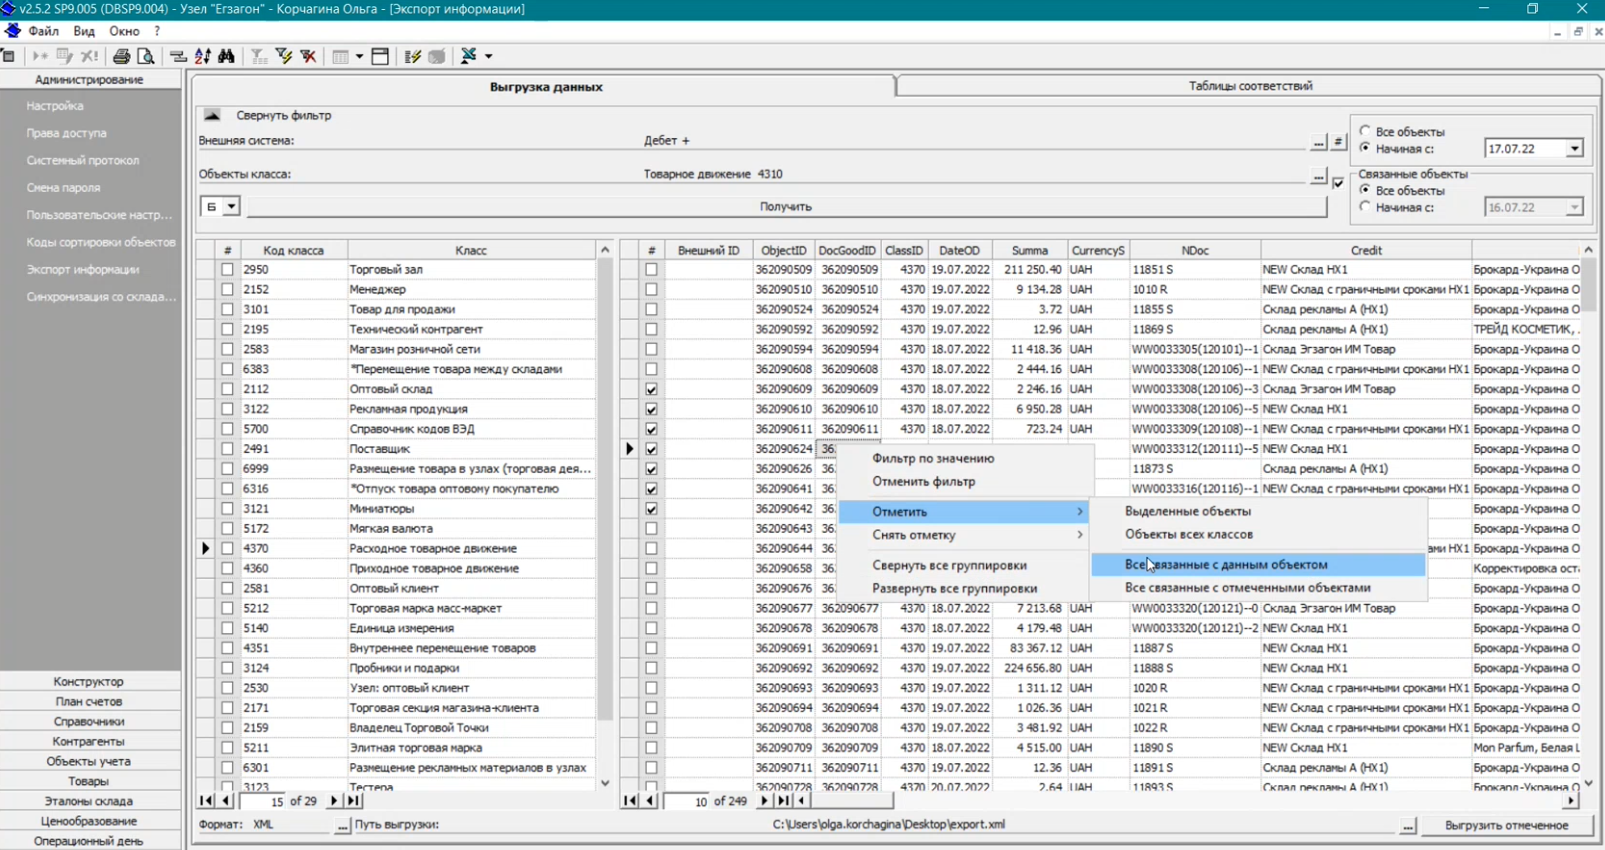 v2.5.2 SP9.005 (DBSP9.004) - Узел "Егзагон" - Корчагина Ольга - [Экспорт информации]
Файл Вид Окно ?
Администрирование
Настройка
Права доступа
Системный протокол
Смена пароля
Пользовательские настр...
Коды сортировки объектов
Экспорт информации
Синхронизация со склада...
Конструктор
План счетов
Справочники
Контрагенты
Объекты учета
Товары
Эталоны склада
Ценообразование
Операционный день
Выгрузка данных
Таблицы соответствий
Свернуть фильтр
Внешняя система: Дебет + ... #
Объекты класса: Товарное движение 4310 ...
Б Получить
Все объекты
Начиная с: 17.07.22
Связанные объекты
Все объекты
Начиная с: 16.07.22
# Код класса Класс
2950 Торговый зал
2152 Менеджер
3101 Товар для продажи
2195 Технический контрагент
2583 Магазин розничной сети
6383 *Перемещение товара между складами
2112 Оптовый склад
3122 Рекламная продукция
5700 Справочник кодов ВЭД
2491 Поставщик
6999 Размещение товара в узлах (торговая дея...
6316 *Отпуск товара оптовому покупателю
3121 Миниатюры
5172 Мягкая валюта
4370 Расходное товарное движение
4360 Приходное товарное движение
2581 Оптовый клиент
5212 Торговая марка масс-маркет
5140 Единица измерения
4351 Внутреннее перемещение товаров
3124 Пробники и подарки
2530 Узел: оптовый клиент
2171 Торговая секция магазина-клиента
2159 Владелец Торговой Точки
5211 Элитная торговая марка
6301 Размещение рекламных материалов в узлах
3123 Тестера
15 of 29
# Внешний ID ObjectID DocGoodID ClassID DateOD Summa CurrencyS NDoc Credit
362090509 362090509 4370 19.07.2022 211 250.40 UAH 11851 S NEW Склад НХ1 Брокард-Украина О
362090510 362090510 4370 19.07.2022 9 134.28 UAH 1010 R NEW Склад с граничными сроками НХ1 Брокард-Украина О
362090524 362090524 4370 19.07.2022 3.72 UAH 11855 S Склад рекламы А (НХ1) Брокард-Украина О
362090592 362090592 4370 19.07.2022 12.96 UAH 11869 S Склад рекламы А (НХ1) ТРЕЙД КОСМЕТИК, .
362090594 362090594 4370 18.07.2022 11 418.36 UAH WW0033305(120101)--1 Склад Эгзагон ИМ Товар Брокард-Украина О
362090608 362090608 4370 18.07.2022 2 444.16 UAH WW0033308(120106)--1 NEW Склад с граничными сроками НХ1 Брокард-Украина О
362090609 362090609 4370 18.07.2022 2 246.16 UAH WW0033308(120106)--3 Склад Эгзагон ИМ Товар Брокард-Украина О
362090610 362090610 4370 18.07.2022 6 950.28 UAH WW0033308(120106)--5 NEW Склад НХ1 Брокард-Украина О
362090611 362090611 4370 18.07.2022 723.24 UAH WW0033309(120108)--1 NEW Склад с граничными сроками НХ1 Брокард-Украина О
362090624 36 WW0033312(120111)--5 NEW Склад НХ1 Брокард-Украина О
362090626 36 11873 S Склад рекламы А (НХ1) Брокард-Украина О
362090641 36 WW0033316(120116)--1 NEW Склад с граничными сроками НХ1 Брокард-Украина О
362090642 36 Брокард-Украина О
362090643 36 Брокард-Украина О
362090644 36 ми НХ1 Брокард-Украина О
362090658 36 Корректировка оста
362090676 36 Брокард-Украина О
362090677 362090677 4370 18.07.2022 7 213.68 UAH WW0033320(120121)--0 Склад Эгзагон ИМ Товар Брокард-Украина О
362090678 362090678 4370 18.07.2022 4 179.48 UAH WW0033320(120121)--2 NEW Склад НХ1 Брокард-Украина О
362090691 362090691 4370 19.07.2022 83 367.12 UAH 11887 S NEW Склад НХ1 Брокард-Украина О
362090692 362090692 4370 19.07.2022 224 656.80 UAH 11888 S NEW Склад НХ1 Брокард-Украина О
362090693 362090693 4370 19.07.2022 1 311.12 UAH 1020 R NEW Склад с граничными сроками НХ1 Брокард-Украина О
362090694 362090694 4370 19.07.2022 1 026.36 UAH 1021 R NEW Склад с граничными сроками НХ1 Брокард-Украина О
362090708 362090708 4370 19.07.2022 3 481.92 UAH 1022 R NEW Склад с граничными сроками НХ1 Брокард-Украина О
362090709 362090709 4370 18.07.2022 4 515.00 UAH 11890 S NEW Склад НХ1 Mon Parfum, Белая L
362090711 362090711 4370 19.07.2022 12.36 UAH 11891 S Склад рекламы А (НХ1) Брокард-Украина О
362090728 362090728 4370 20.07.2022 2.64 UAH 11893 S Склад рекламы А (НХ1) Брокард-Украина О
10 of 249
Фильтр по значению
Отменить фильтр
Отметить
Снять отметку
Свернуть все группировки
Развернуть все группировки
Выделенные объекты
Объекты всех классов
Все связанные с данным объектом
Все связанные с отмеченными объектами
Формат: XML ... Путь выгрузки: C:\Users\olga.korchagina\Desktop\export.xml ... Выгрузить отмеченное